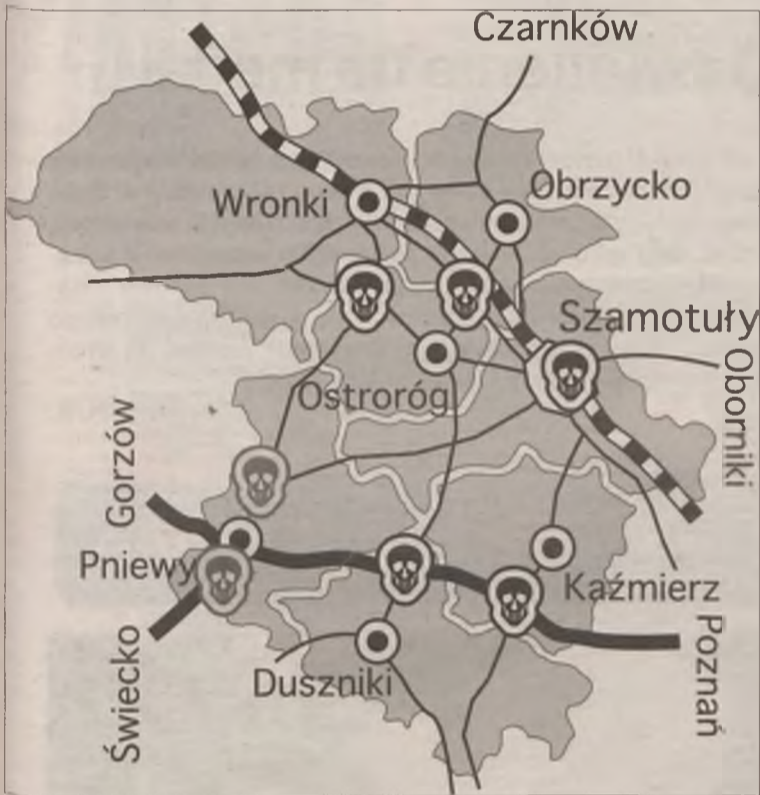 Czarnków
Obrzycko
Wronki
Szamotuły
Oborniki
Ostroróg
Gorzów
Pniewy
Kaźmierz
Świecko
Duszniki
Poznań